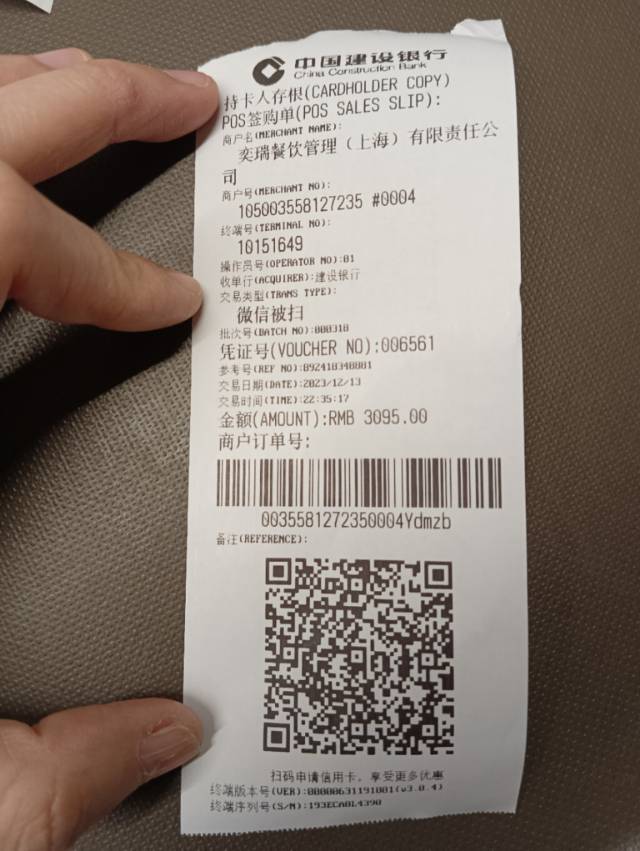 中国建设银行
China Construction Bank
持卡人存根(CARDHOLDER COPY)
POS签购单(POS SALES SLIP):
商户名(MERCHANT NAME):
奕瑞餐饮管理（上海）有限责任公
司
商户号(MERCHANT NO):
105003558127235 #0004
终端号(TERMINAL NO):
10151649
操作员号(OPERATOR NO):01
收单行(ACQUIRER):建设银行
交易类型(TRANS TYPE):
微信被扫
批次号(BATCH NO):000318
凭证号(VOUCHER NO):006561
参考号(REF NO):892418348881
交易日期(DATE):2023/12/13
交易时间(TIME):22:35:17
金额(AMOUNT):RMB 3095.00
商户订单号:
0035581272350004Ydmzb
备注(REFERENCE):
扫码申请信用卡，享受更多优惠
终端版本号(VER):00000631191001(v3.0.4)
终端序列号(S/N):193ECA0L4390